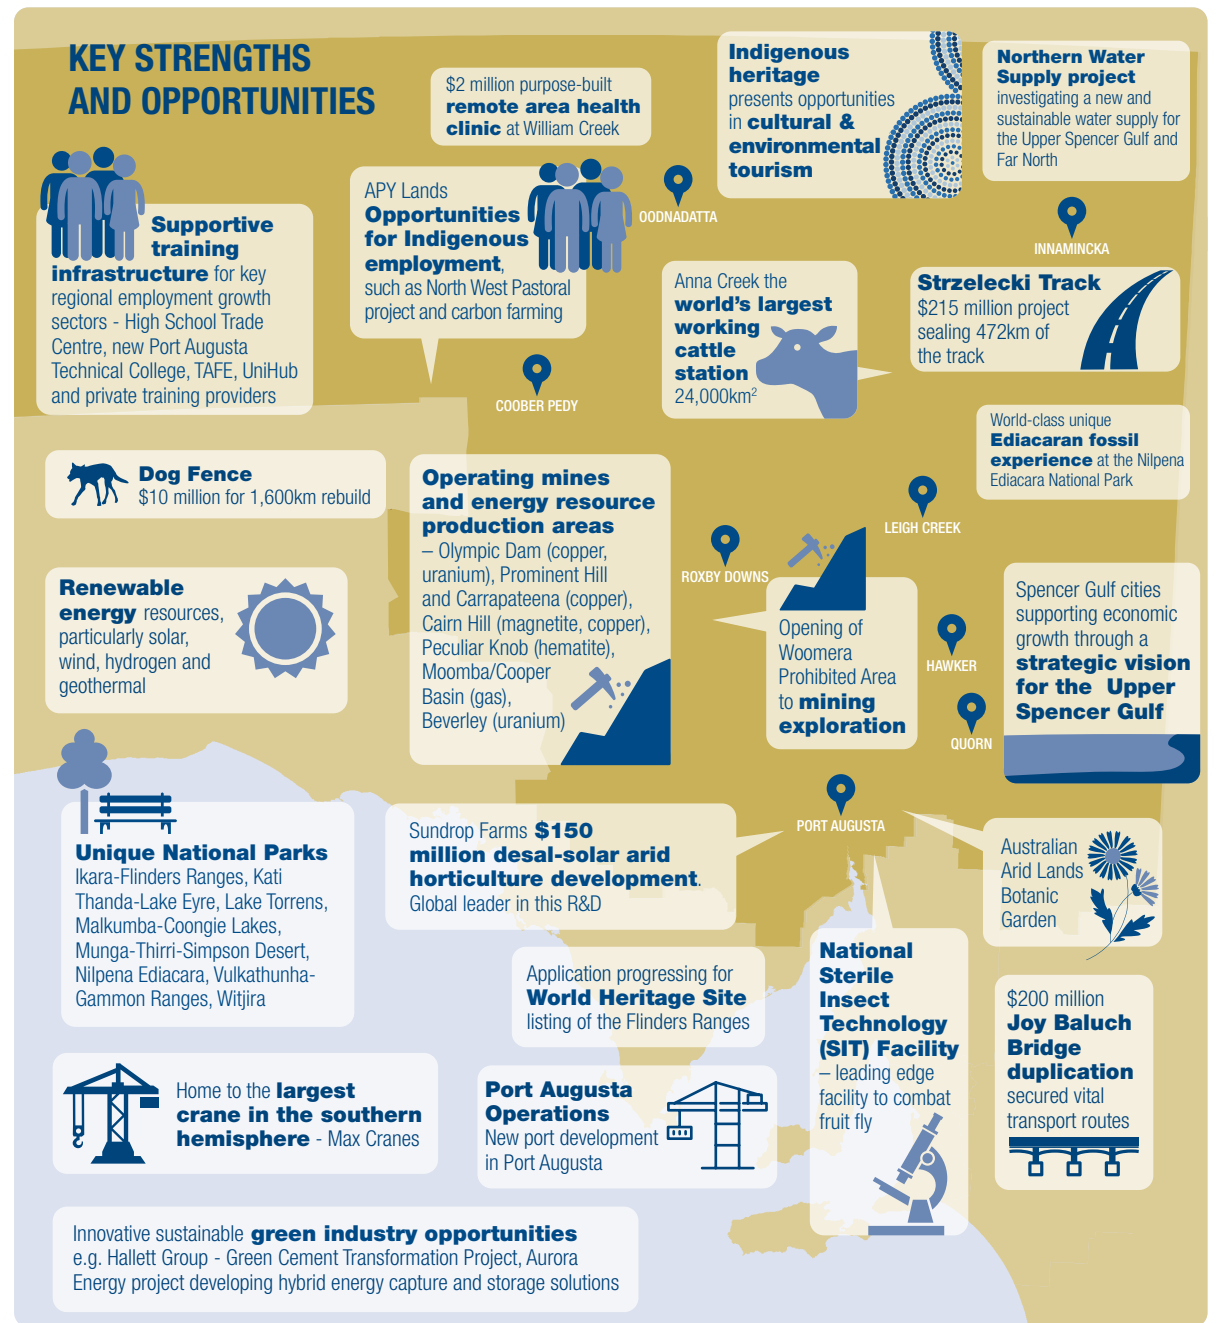 KEY STRENGTHS
AND OPPORTUNITIES
$2 million purpose-built
remote area health
clinic at William Creek
Indigenous
heritage
presents opportunities
in cultural &
environmental
tourism
Northern Water
Supply project
investigating a new and
sustainable water supply for
the Upper Spencer Gulf and
Far North
Supportive
training
infrastructure for key
regional employment growth
sectors - High School Trade
Centre, new Port Augusta
Technical College, TAFE, UniHub
and private training providers
APY Lands
Opportunities
for Indigenous
employment,
such as North West Pastoral
project and carbon farming
OODNADATTA
INNAMINCKA
Anna Creek the
world's largest
working
cattle
station
24,000km²
Strzelecki Track
$215 million project
sealing 472km of
the track
COOBER PEDY
World-class unique
Ediacaran fossil
experience at the Nilpena
Ediacara National Park
Dog Fence
$10 million for 1,600km rebuild
Operating mines
and energy resource
production areas
– Olympic Dam (copper,
uranium), Prominent Hill
and Carrapateena (copper),
Cairn Hill (magnetite, copper),
Peculiar Knob (hematite),
Moomba/Cooper
Basin (gas),
Beverley (uranium)
LEIGH CREEK
ROXBY DOWNS
Renewable
energy resources,
particularly solar,
wind, hydrogen and
geothermal
Opening of
Woomera
Prohibited Area
to mining
exploration
HAWKER
QUORN
Spencer Gulf cities
supporting economic
growth through a
strategic vision
for the Upper
Spencer Gulf
PORT AUGUSTA
Unique National Parks
Ikara-Flinders Ranges, Kati
Thanda-Lake Eyre, Lake Torrens,
Malkumba-Coongie Lakes,
Munga-Thirri-Simpson Desert,
Nilpena Ediacara, Vulkathunha-
Gammon Ranges, Witjira
Sundrop Farms $150
million desal-solar arid
horticulture development.
Global leader in this R&D
Australian
Arid Lands
Botanic
Garden
Application progressing for
World Heritage Site
listing of the Flinders Ranges
National
Sterile
Insect
Technology
(SIT) Facility
– leading edge
facility to combat
fruit fly
$200 million
Joy Baluch
Bridge
duplication
secured vital
transport routes
Home to the largest
crane in the southern
hemisphere - Max Cranes
Port Augusta
Operations
New port development
in Port Augusta
Innovative sustainable green industry opportunities
e.g. Hallett Group - Green Cement Transformation Project, Aurora
Energy project developing hybrid energy capture and storage solutions